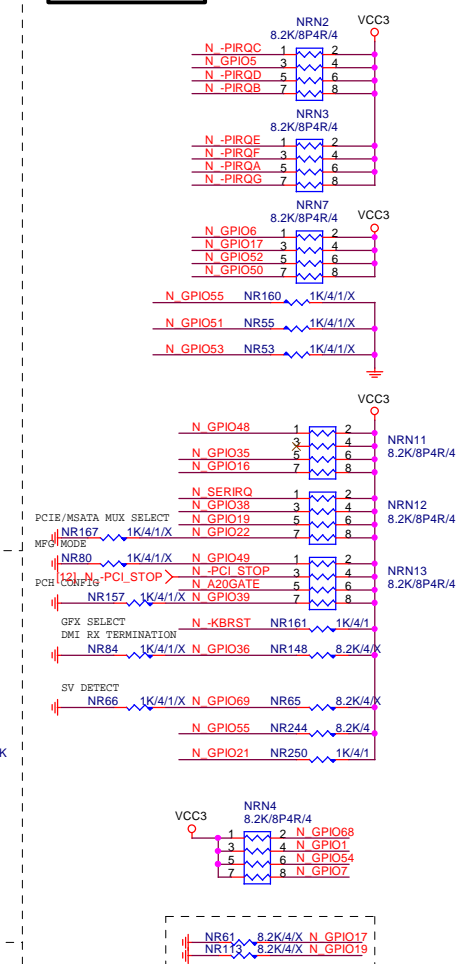 NRN2
VCC3
8.2K/8P4R/4
N_-PIRQC 1 2
N_GPIO5 3 4
N_-PIRQD 5 6
N_-PIRQB 7 8
NRN3
8.2K/8P4R/4
N_-PIRQE 1 2
N_-PIRQF 3 4
N_-PIRQA 5 6
N_-PIRQG 7 8
NRN7
8.2K/8P4R/4
VCC3
N_GPIO6 1 2
N_GPIO17 3 4
N_GPIO52 5 6
N_GPIO50 7 8
N_GPIO55 NR160 1K/4/1/X
N_GPIO51 NR55 1K/4/1/X
N_GPIO53 NR53 1K/4/1/X
VCC3
N_GPIO48 1 2
3 4 NRN11
N_GPIO35 5 6 8.2K/8P4R/4
N_GPIO16 7 8
N_SERIRQ 1 2
N_GPIO38 3 4 NRN12
N_GPIO19 5 6 8.2K/8P4R/4
PCIE/MSATA MUX SELECT
NR167 1K/4/1/X N_GPIO22 7 8
MFG MODE
NR80 1K/4/1/X N_GPIO49 1 2
[12] N_-PCI_STOP N_-PCI_STOP 3 4 NRN13
PCH CONFIG N_A20GATE 5 6 8.2K/8P4R/4
NR157 1K/4/1/X N_GPIO39 7 8
GFX SELECT N_-KBRST NR161 1K/4/1
DMI RX TERMINATION
NR84 1K/4/1/X N_GPIO36 NR148 8.2K/4/X
SV DETECT
NR66 1K/4/1/X N_GPIO69 NR65 8.2K/4/X
N_GPIO55 NR244 8.2K/4
N_GPIO21 NR250 1K/4/1
K
NRN4
VCC3 8.2K/8P4R/4
1 2 N_GPIO68
3 4 N_GPIO1
5 6 N_GPIO54
7 8 N_GPIO7
NR61 8.2K/4/X N_GPIO17
NR113 8.2K/4/X N_GPIO19